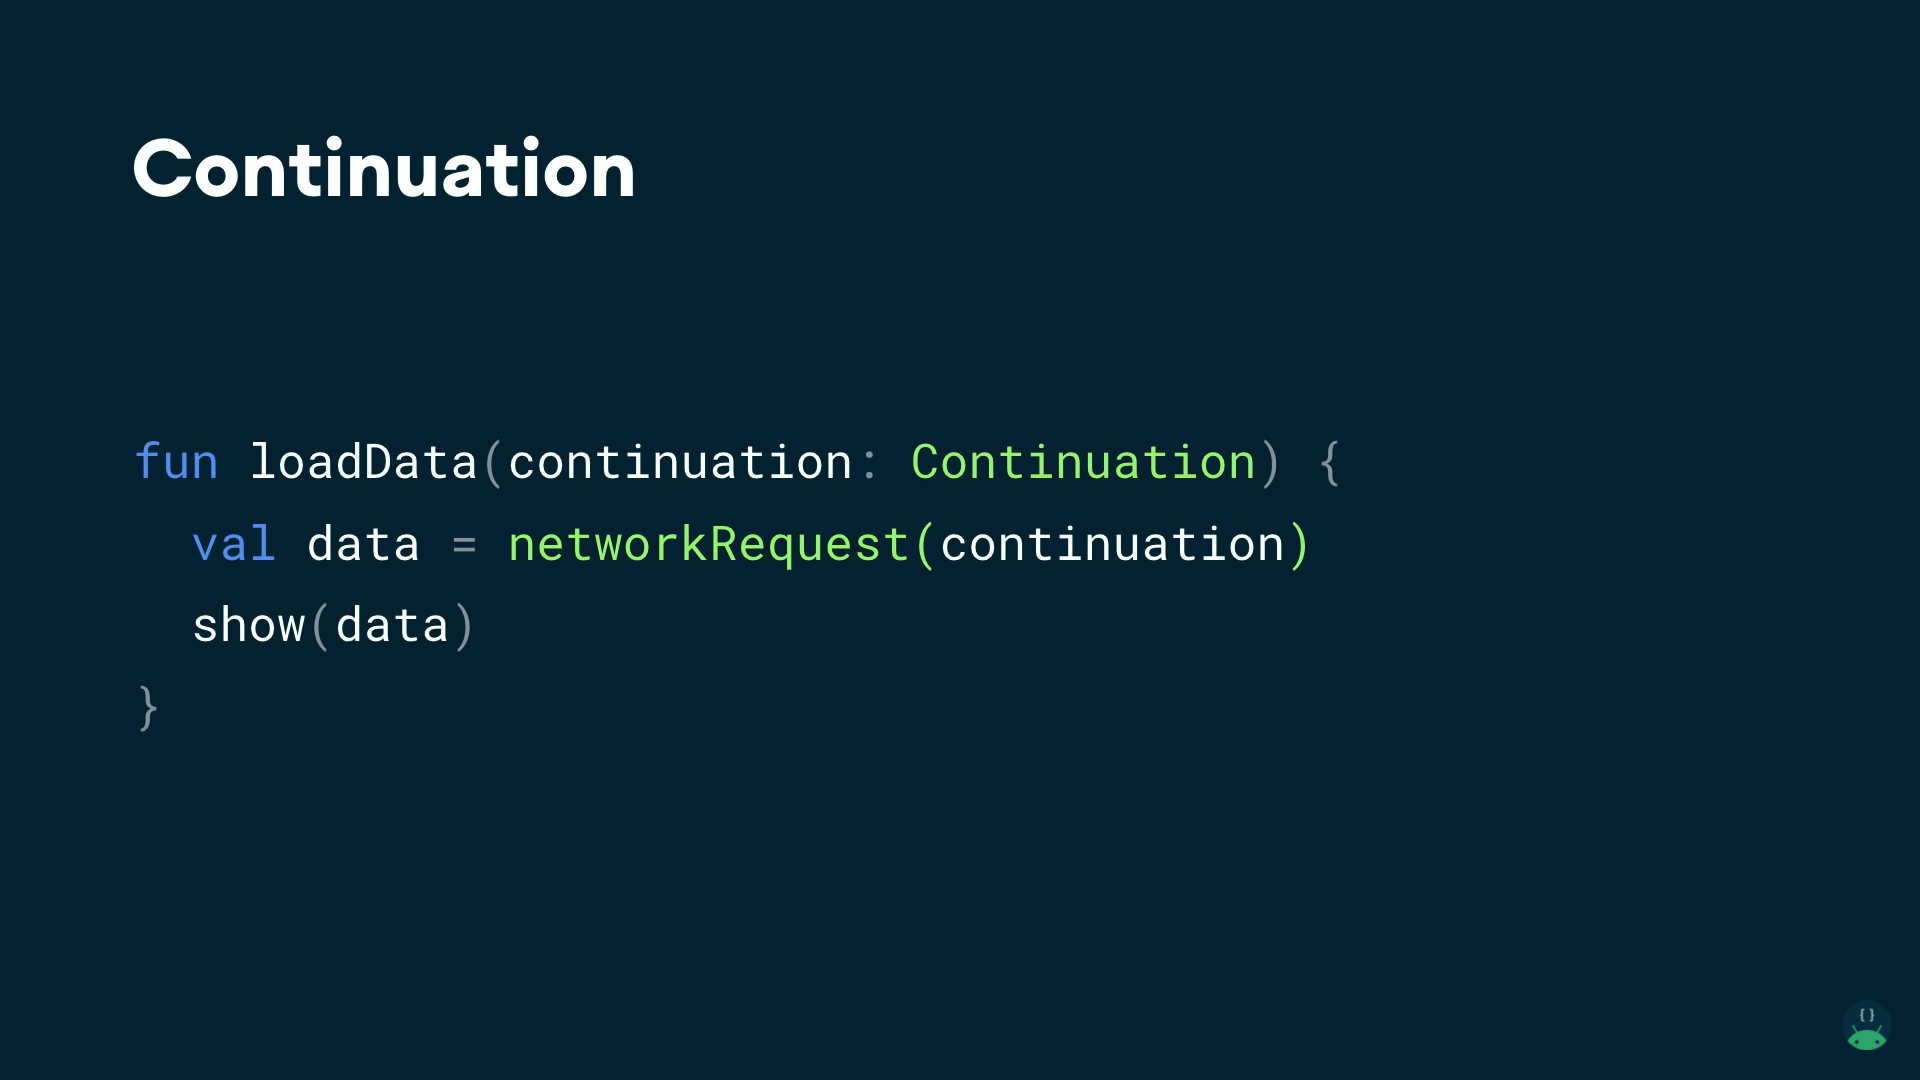 Continuation
fun loadData(continuation: Continuation) {
  val data = networkRequest(continuation)
  show(data)
}
{ }